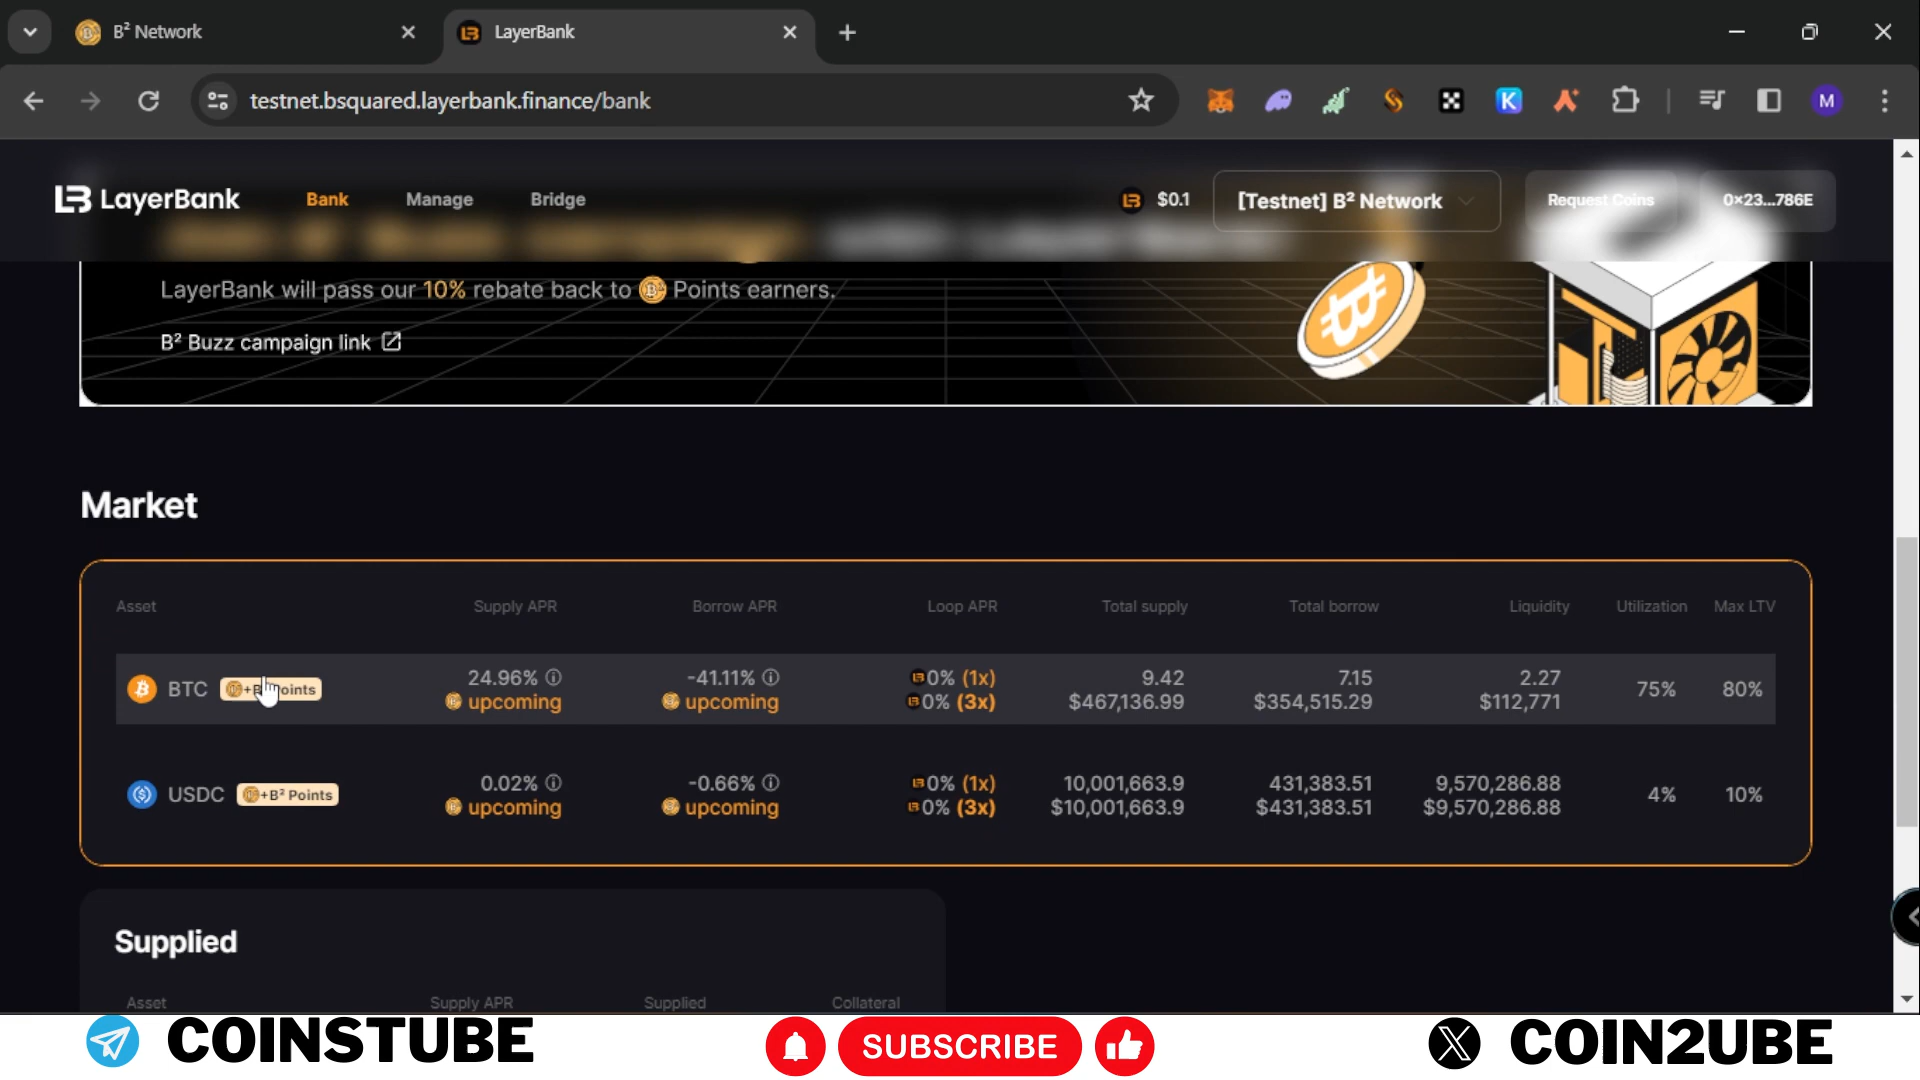 B² Network
LayerBank
testnet.bsquared.layerbank.finance/bank
M
LayerBank
Bank
Manage
Bridge
$0.1
[Testnet] B² Network
Request Coins
0×23...786E
LayerBank will pass our 10% rebate back to Points earners.
B² Buzz campaign link
Market
Asset Supply APR Borrow APR Loop APR Total supply Total borrow Liquidity Utilization Max LTV
BTC 24.96% -41.11% 0% (1x) 9.42 7.15 2.27 75% 80%
upcoming upcoming 0% (3x) $467,136.99 $354,515.29 $112,771
USDC +B² Points 0.02% -0.66% 0% (1x) 10,001,663.9 431,383.51 9,570,286.88 4% 10%
upcoming upcoming 0% (3x) $10,001,663.9 $431,383.51 $9,570,286.88
Supplied
Asset Supply APR Supplied Collateral
COINSTUBE
SUBSCRIBE
COIN2UBE